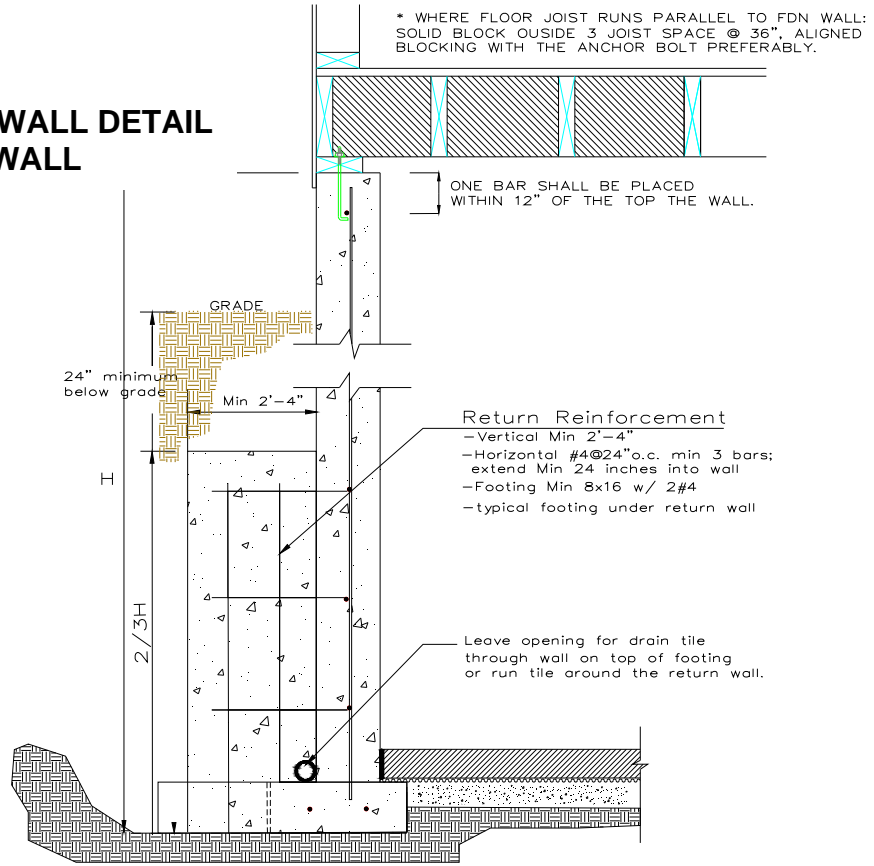 * WHERE FLOOR JOIST RUNS PARALLEL TO FDN WALL:
SOLID BLOCK OUSIDE 3 JOIST SPACE @ 36", ALIGNED
BLOCKING WITH THE ANCHOR BOLT PREFERABLY.
WALL DETAIL
WALL
ONE BAR SHALL BE PLACED
WITHIN 12" OF THE TOP THE WALL.
GRADE
24" minimum
below grade
Min 2'-4"
H
Return Reinforcement
-Vertical Min 2'-4"
-Horizontal #4@24"o.c. min 3 bars;
extend Min 24 inches into wall
-Footing Min 8x16 w/ 2#4
-typical footing under return wall
2/3H
Leave opening for drain tile
through wall on top of footing
or run tile around the return wall.